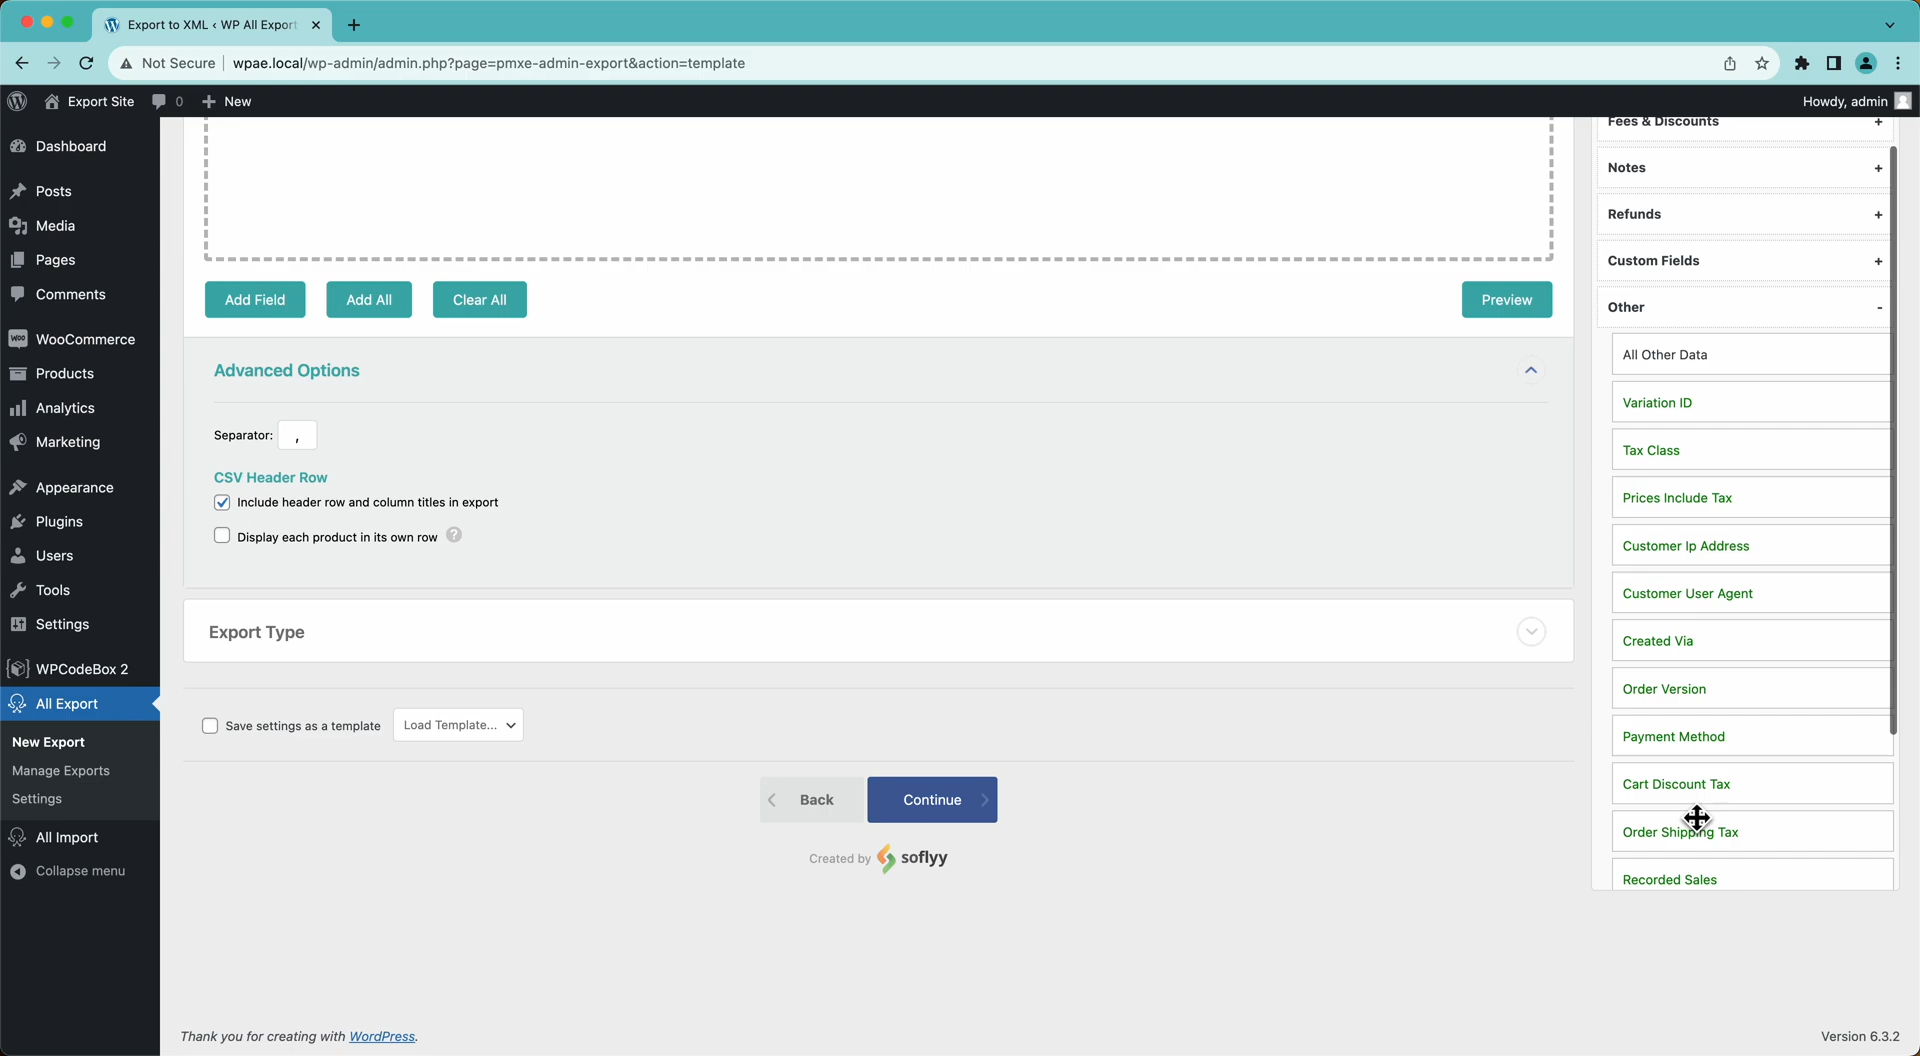 Export to XML ‹ WP All Export
Not Secure
wpae.local/wp-admin/admin.php?page=pmxe-admin-export&action=template
Export Site
0
New
Howdy, admin
Dashboard
Posts
Media
Pages
Comments
WooCommerce
Products
Analytics
Marketing
Appearance
Plugins
Users
Tools
Settings
WPCodeBox 2
All Export
New Export
Manage Exports
Settings
All Import
Collapse menu
Add Field
Add All
Clear All
Preview
Advanced Options
Separator: ,
CSV Header Row
Include header row and column titles in export
Display each product in its own row ?
Export Type
Save settings as a template
Load Template...
Back
Continue
Created by soflyy
Fees & Discounts +
Notes +
Refunds +
Custom Fields +
Other -
All Other Data
Variation ID
Tax Class
Prices Include Tax
Customer Ip Address
Customer User Agent
Created Via
Order Version
Payment Method
Cart Discount Tax
Order Shipping Tax
Recorded Sales
Thank you for creating with WordPress.
Version 6.3.2